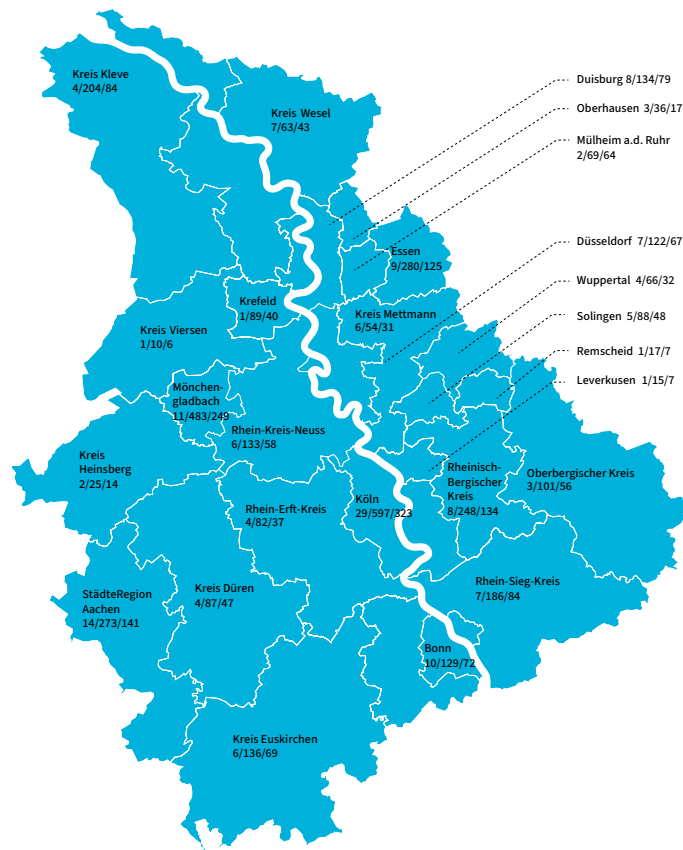 Kreis Kleve
4/204/84
Kreis Wesel
7/63/43
Duisburg 8/134/79
Oberhausen 3/36/17
Mülheim a.d. Ruhr
2/69/64
Düsseldorf 7/122/67
Wuppertal 4/66/32
Solingen 5/88/48
Remscheid 1/17/7
Leverkusen 1/15/7
Essen
9/280/125
Krefeld
1/89/40
Kreis Mettmann
6/54/31
Kreis Viersen
1/10/6
Mönchen-
gladbach
11/483/249
Rhein-Kreis-Neuss
6/133/58
Kreis
Heinsberg
2/25/14
Rhein-Erft-Kreis
4/82/37
Köln
29/597/323
Rheinisch-
Bergischer
Kreis
8/248/134
Oberbergischer Kreis
3/101/56
StädteRegion
Aachen
14/273/141
Kreis Düren
4/87/47
Rhein-Sieg-Kreis
7/186/84
Bonn
10/129/72
Kreis Euskirchen
6/136/69